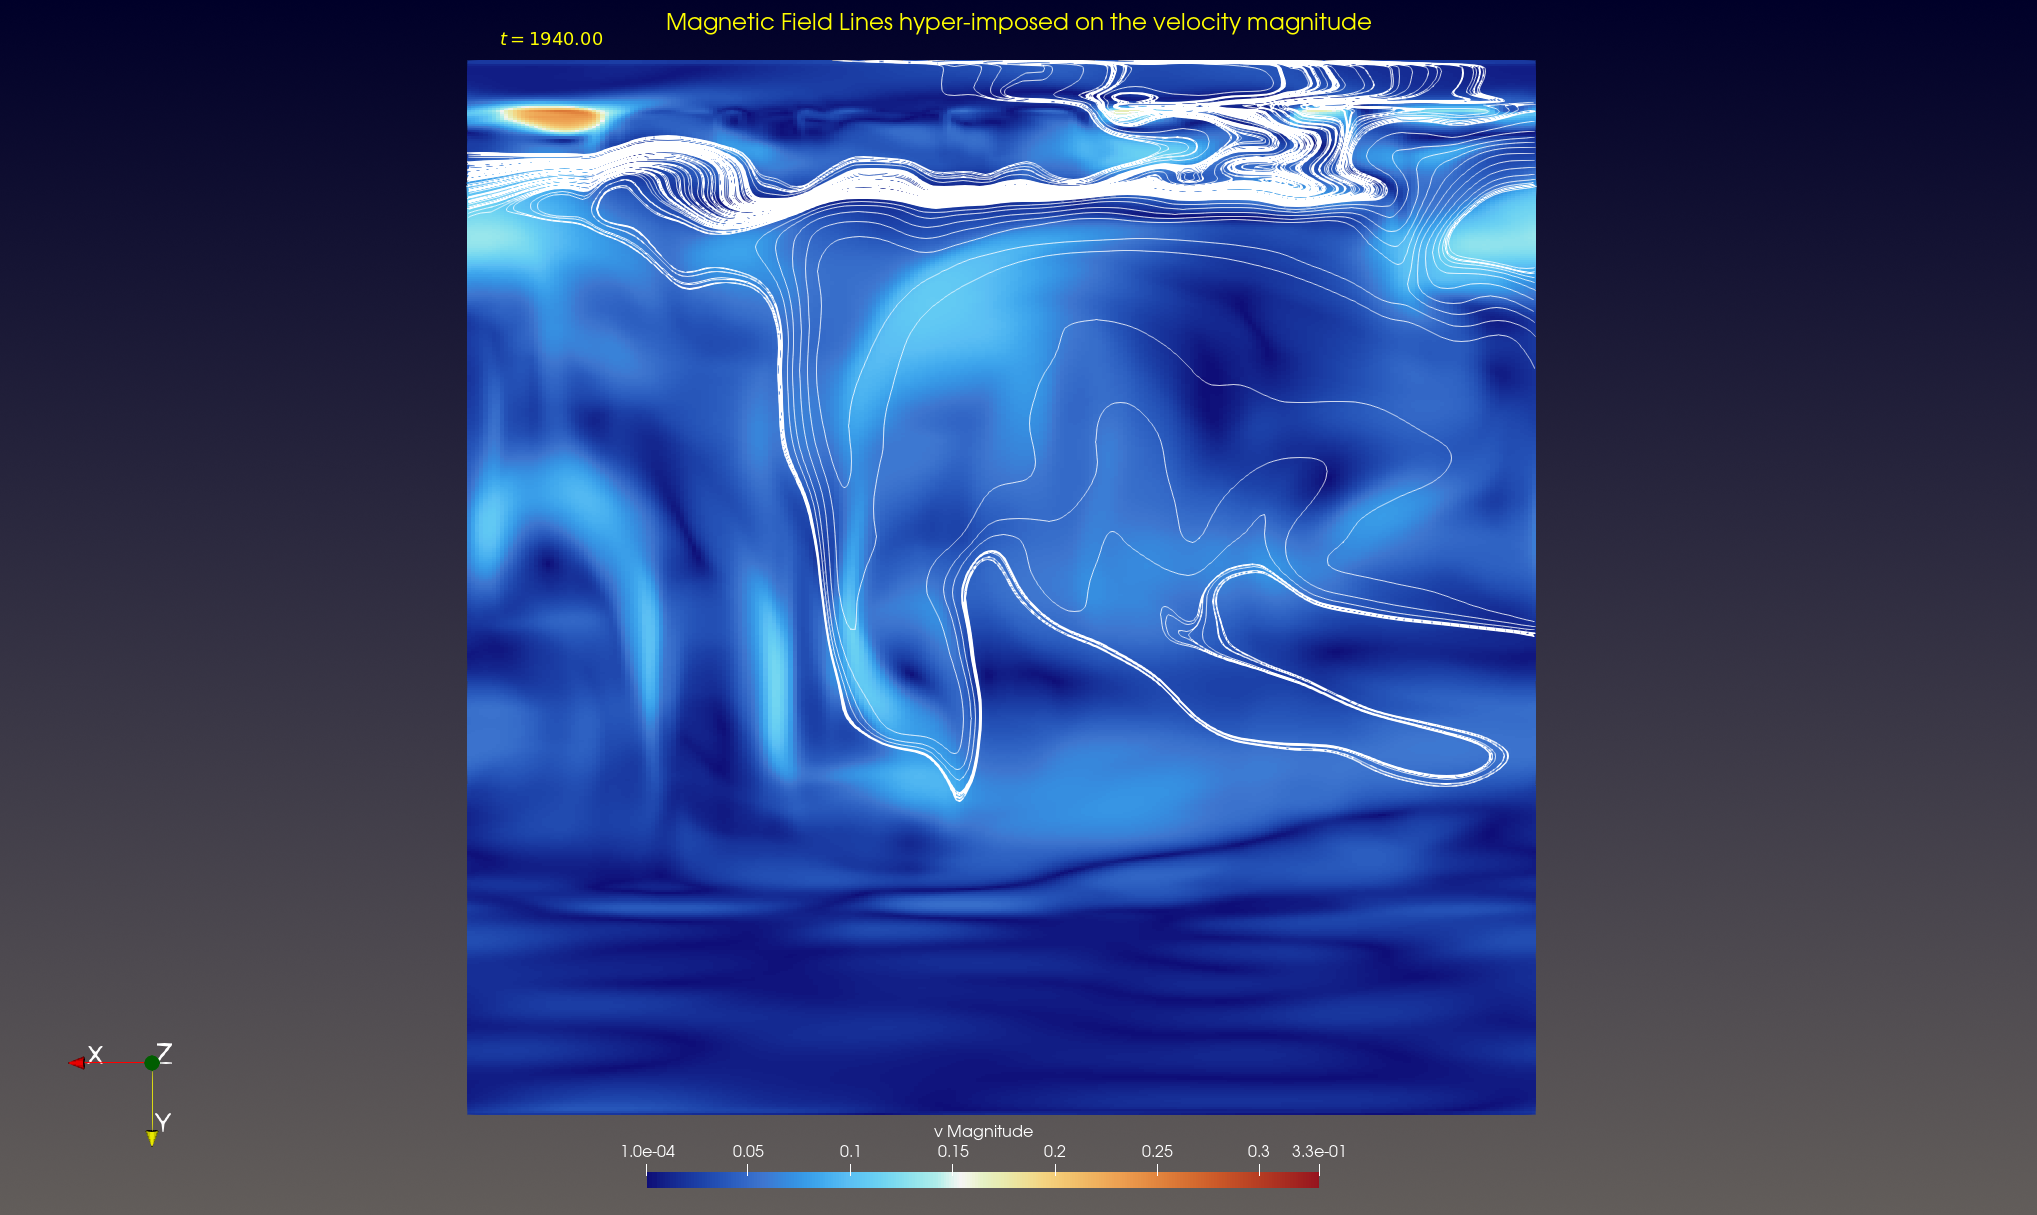 Magnetic Field Lines hyper-imposed on the velocity magnitude
t = 1940.00
X Z
Y
v Magnitude
1.0e-04 0.05 0.1 0.15 0.2 0.25 0.3 3.3e-01